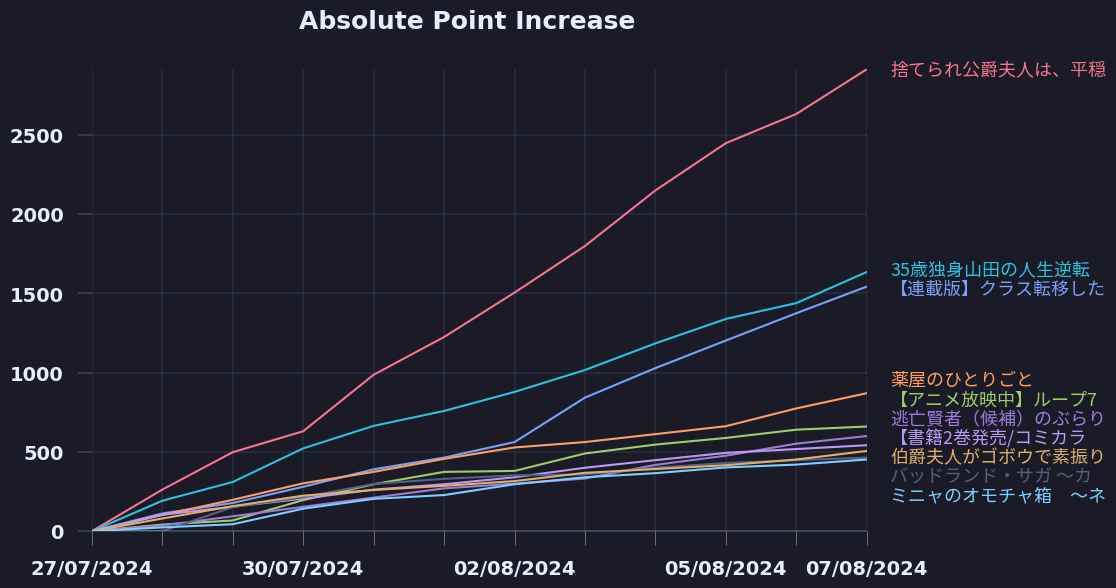 Absolute Point Increase
捨てられ公爵夫人は、平穏
2500
2000
35歳独身山田の人生逆転
【連載版】クラス転移した
1500
1000
薬屋のひとりごと
【アニメ放映中】ループ7
逃亡賢者（候補）のぶらり
【書籍2巻発売/コミカラ
500
伯爵夫人がゴボウで素振り
バッドランド・サガ ～カ
ミニャのオモチャ箱　～ネ
0
27/07/2024 30/07/2024 02/08/2024 05/08/2024 07/08/2024